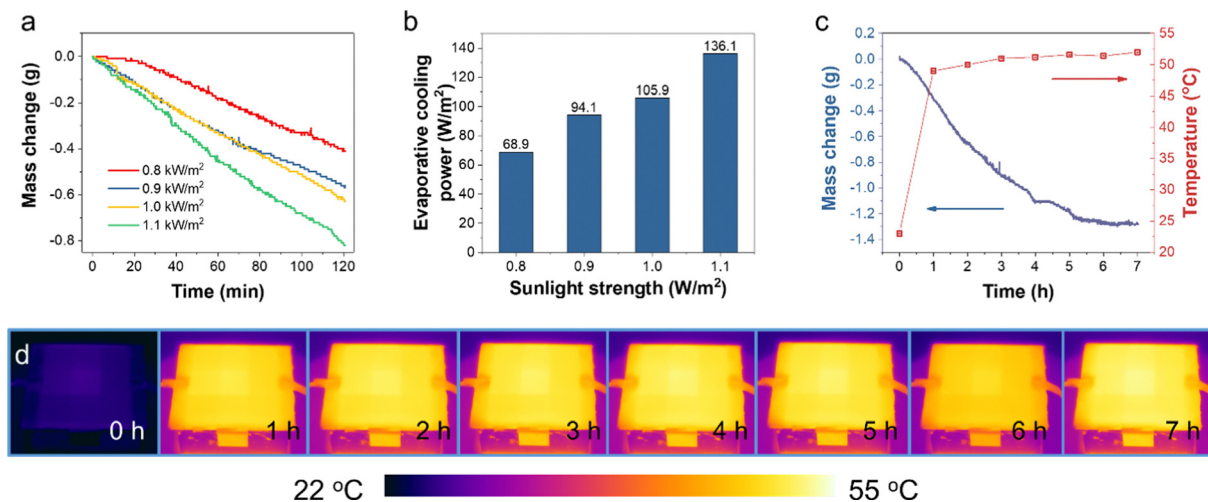 a
Mass change (g)
0.0
-0.2
-0.4
-0.6
-0.8
0.8 kW/m²
0.9 kW/m²
1.0 kW/m²
1.1 kW/m²
0 20 40 60 80 100 120
Time (min)
b
Evaporative cooling
power (W/m²)
140
120
100
80
60
40
20
0
68.9
94.1
105.9
136.1
0.8 0.9 1.0 1.1
Sunlight strength (W/m²)
c
Mass change (g)
0.2
0.0
-0.2
-0.4
-0.6
-0.8
-1.0
-1.2
-1.4
0 1 2 3 4 5 6 7
Time (h)
55
50
45
40
35
30
25
20
Temperature (°C)
d
0 h
1 h
2 h
3 h
4 h
5 h
6 h
7 h
22 °C
55 °C